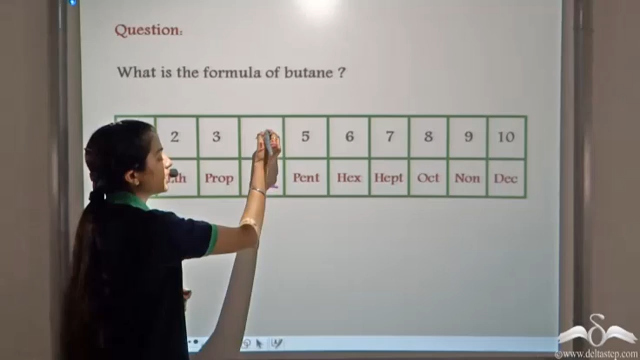 Question:
What is the formula of butane ?
2 3 5 6 7 8 9 10
th Prop Pent Hex Hept Oct Non Dec
©www.deltastep.com